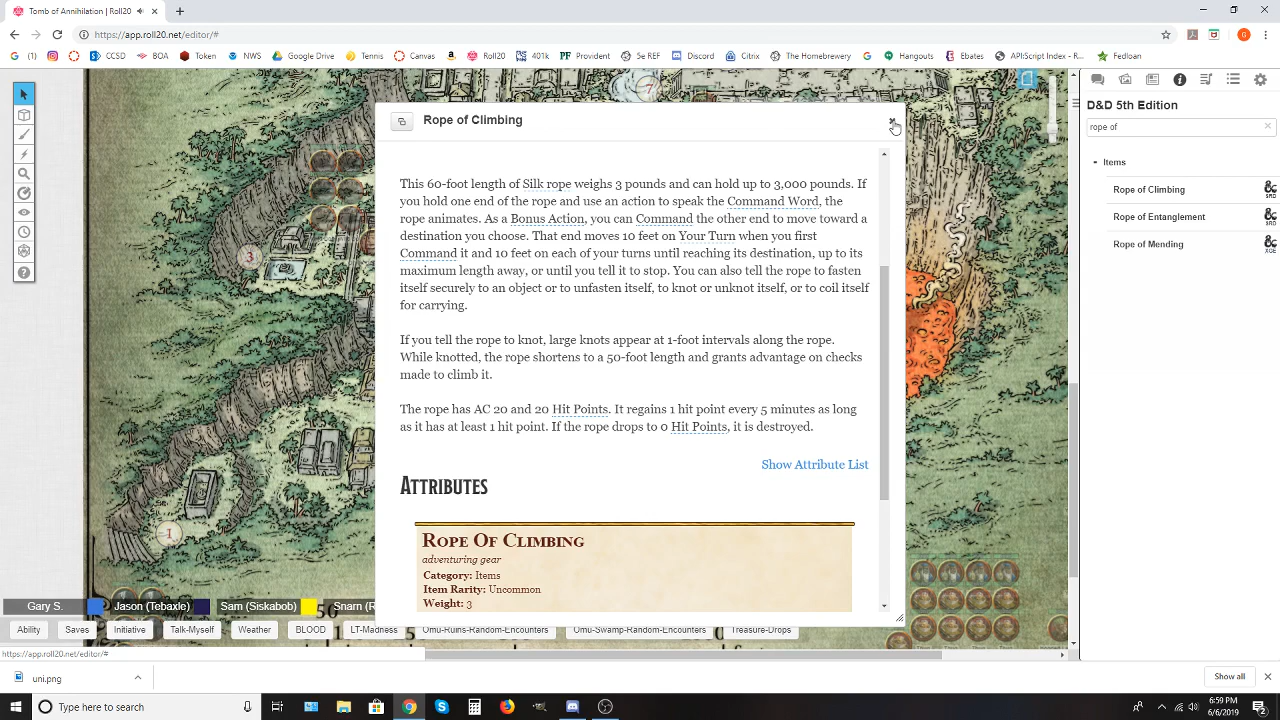 Tomb of Annihilation | Roll20
https://app.roll20.net/editor/#
G (1)
CCSD
BOA
Token
NWS
Google Drive
Tennis
Canvas
Roll20
401k
PF Provident
Se REF
Discord
Citrix
The Homebrewery
Hangouts
Ebates
APIScript Index - R...
Fedloan
Rope of Climbing
This 60-foot length of Silk rope weighs 3 pounds and can hold up to 3,000 pounds. If
you hold one end of the rope and use an action to speak the Command Word, the
rope animates. As a Bonus Action, you can Command the other end to move toward a
destination you choose. That end moves 10 feet on Your Turn when you first
Command it and 10 feet on each of your turns until reaching its destination, up to its
maximum length away, or until you tell it to stop. You can also tell the rope to fasten
itself securely to an object or to unfasten itself, to knot or unknot itself, or to coil itself
for carrying.
If you tell the rope to knot, large knots appear at 1-foot intervals along the rope.
While knotted, the rope shortens to a 50-foot length and grants advantage on checks
made to climb it.
The rope has AC 20 and 20 Hit Points. It regains 1 hit point every 5 minutes as long
as it has at least 1 hit point. If the rope drops to 0 Hit Points, it is destroyed.
Show Attribute List
Attributes
Rope Of Climbing
adventuring gear
Category: Items
Item Rarity: Uncommon
Weight: 3
D&D 5th Edition
rope of
Items
Rope of Climbing
SRD
Rope of Entanglement
SRD
Rope of Mending
XGE
7
3
1
50
Gary S.
Jason (Tebaxle)
Sam (Siskabob)
Snarn (R
Ability
Saves
Initiative
Talk-Myself
Weather
BLOOD
LT-Madness
Omu-Ruins-Random-Encounters
Omu-Swamp-Random-Encounters
Treasure-Drops
https://app.roll20.net/editor/#
uni.png
Show all
Type here to search
6:59 PM
6/6/2019